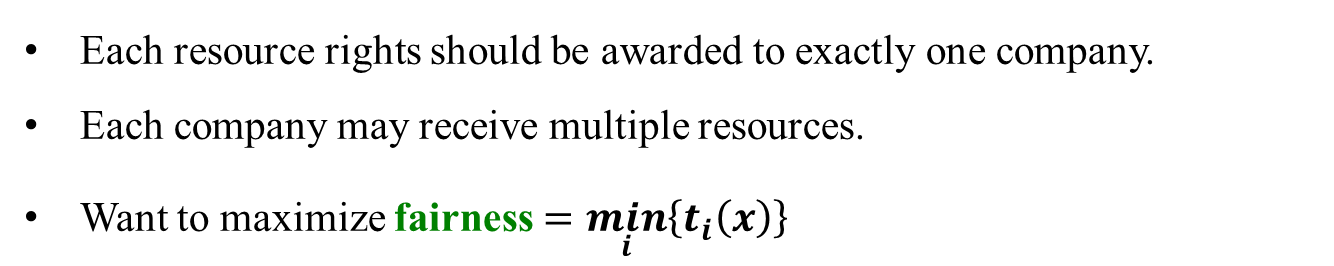 • Each resource rights should be awarded to exactly one company.
• Each company may receive multiple resources.
• Want to maximize fairness = min{t_i(x)}
i